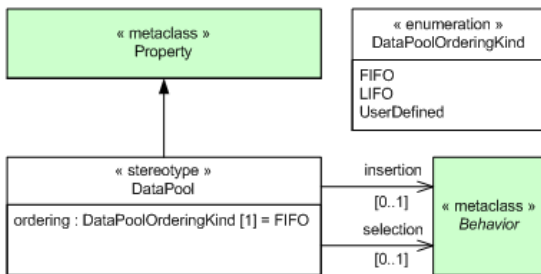 « metaclass »
Property
« enumeration »
DataPoolOrderingKind
FIFO
LIFO
UserDefined
« stereotype »
DataPool
ordering : DataPoolOrderingKind [1] = FIFO
insertion
[0..1]
selection
[0..1]
« metaclass »
Behavior